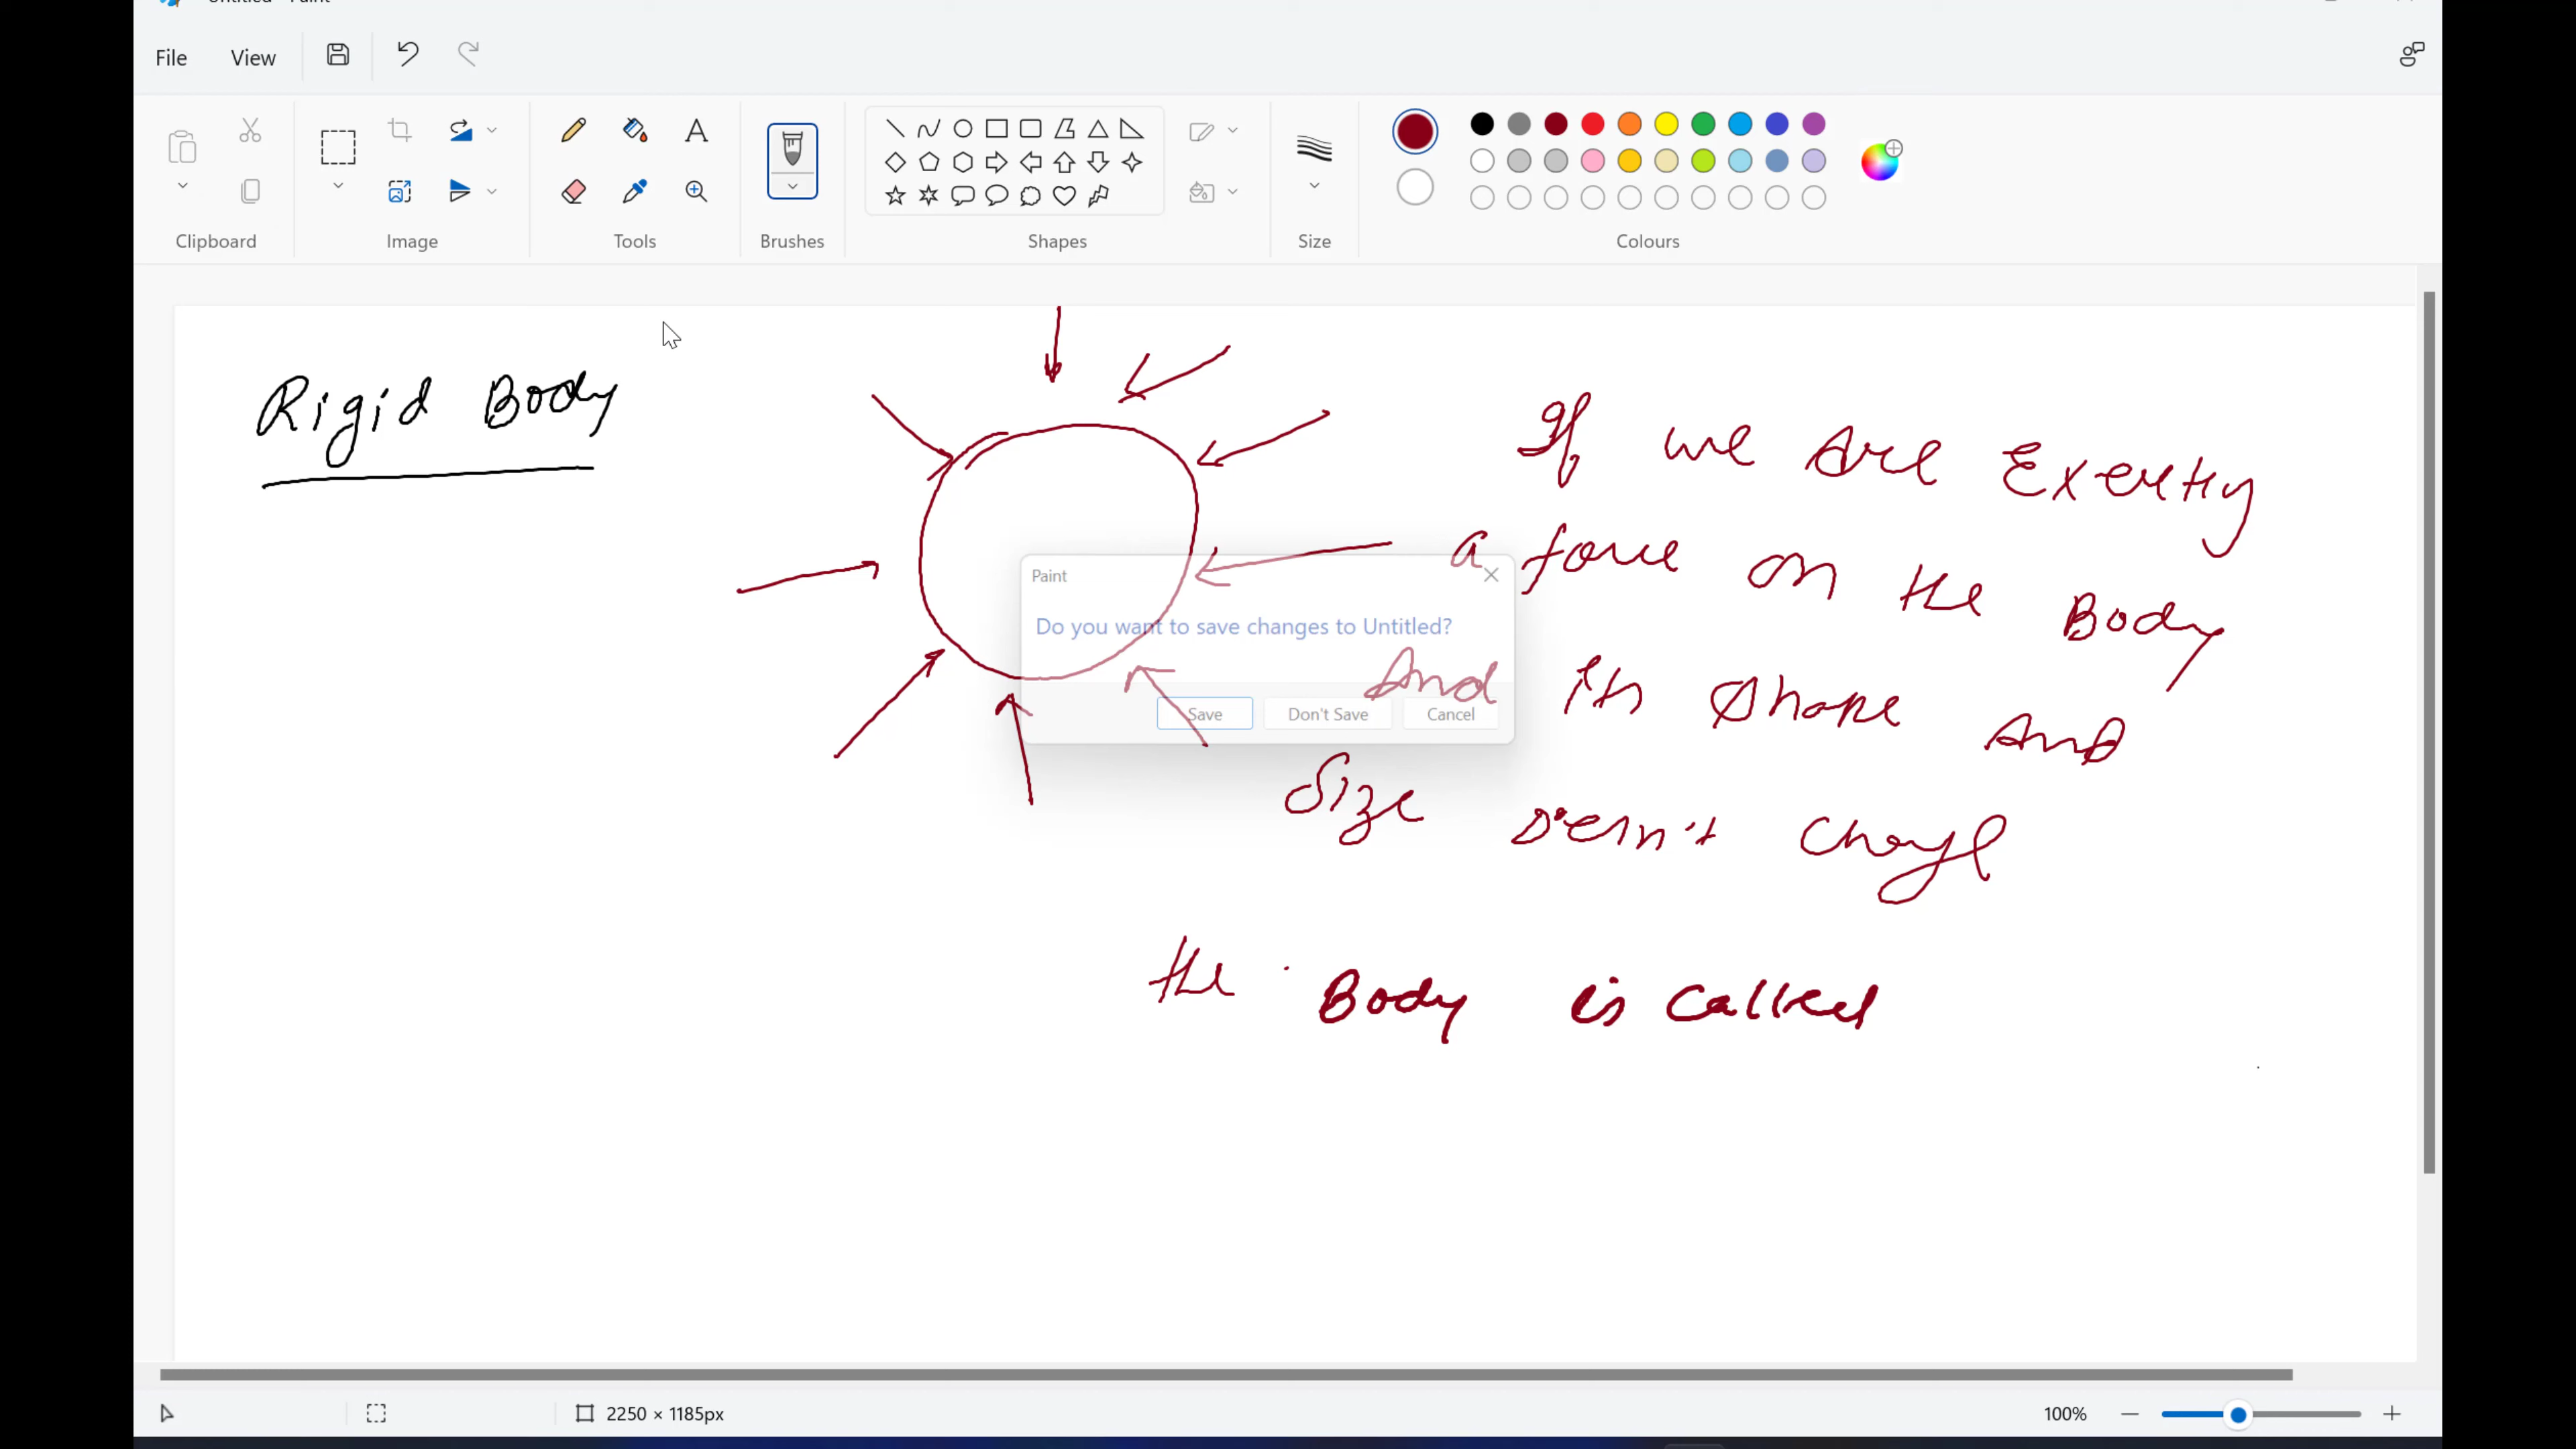 Untitled - Paint
File View
Clipboard Image Tools Brushes Shapes Size Colours
Rigid Body
If we are Exerting
a force on the Body
Paint
Do you want to save changes to Untitled?
And its shape and
Save Don't Save Cancel
Size Doesn't change
the Body is called
2250 × 1185px 100%